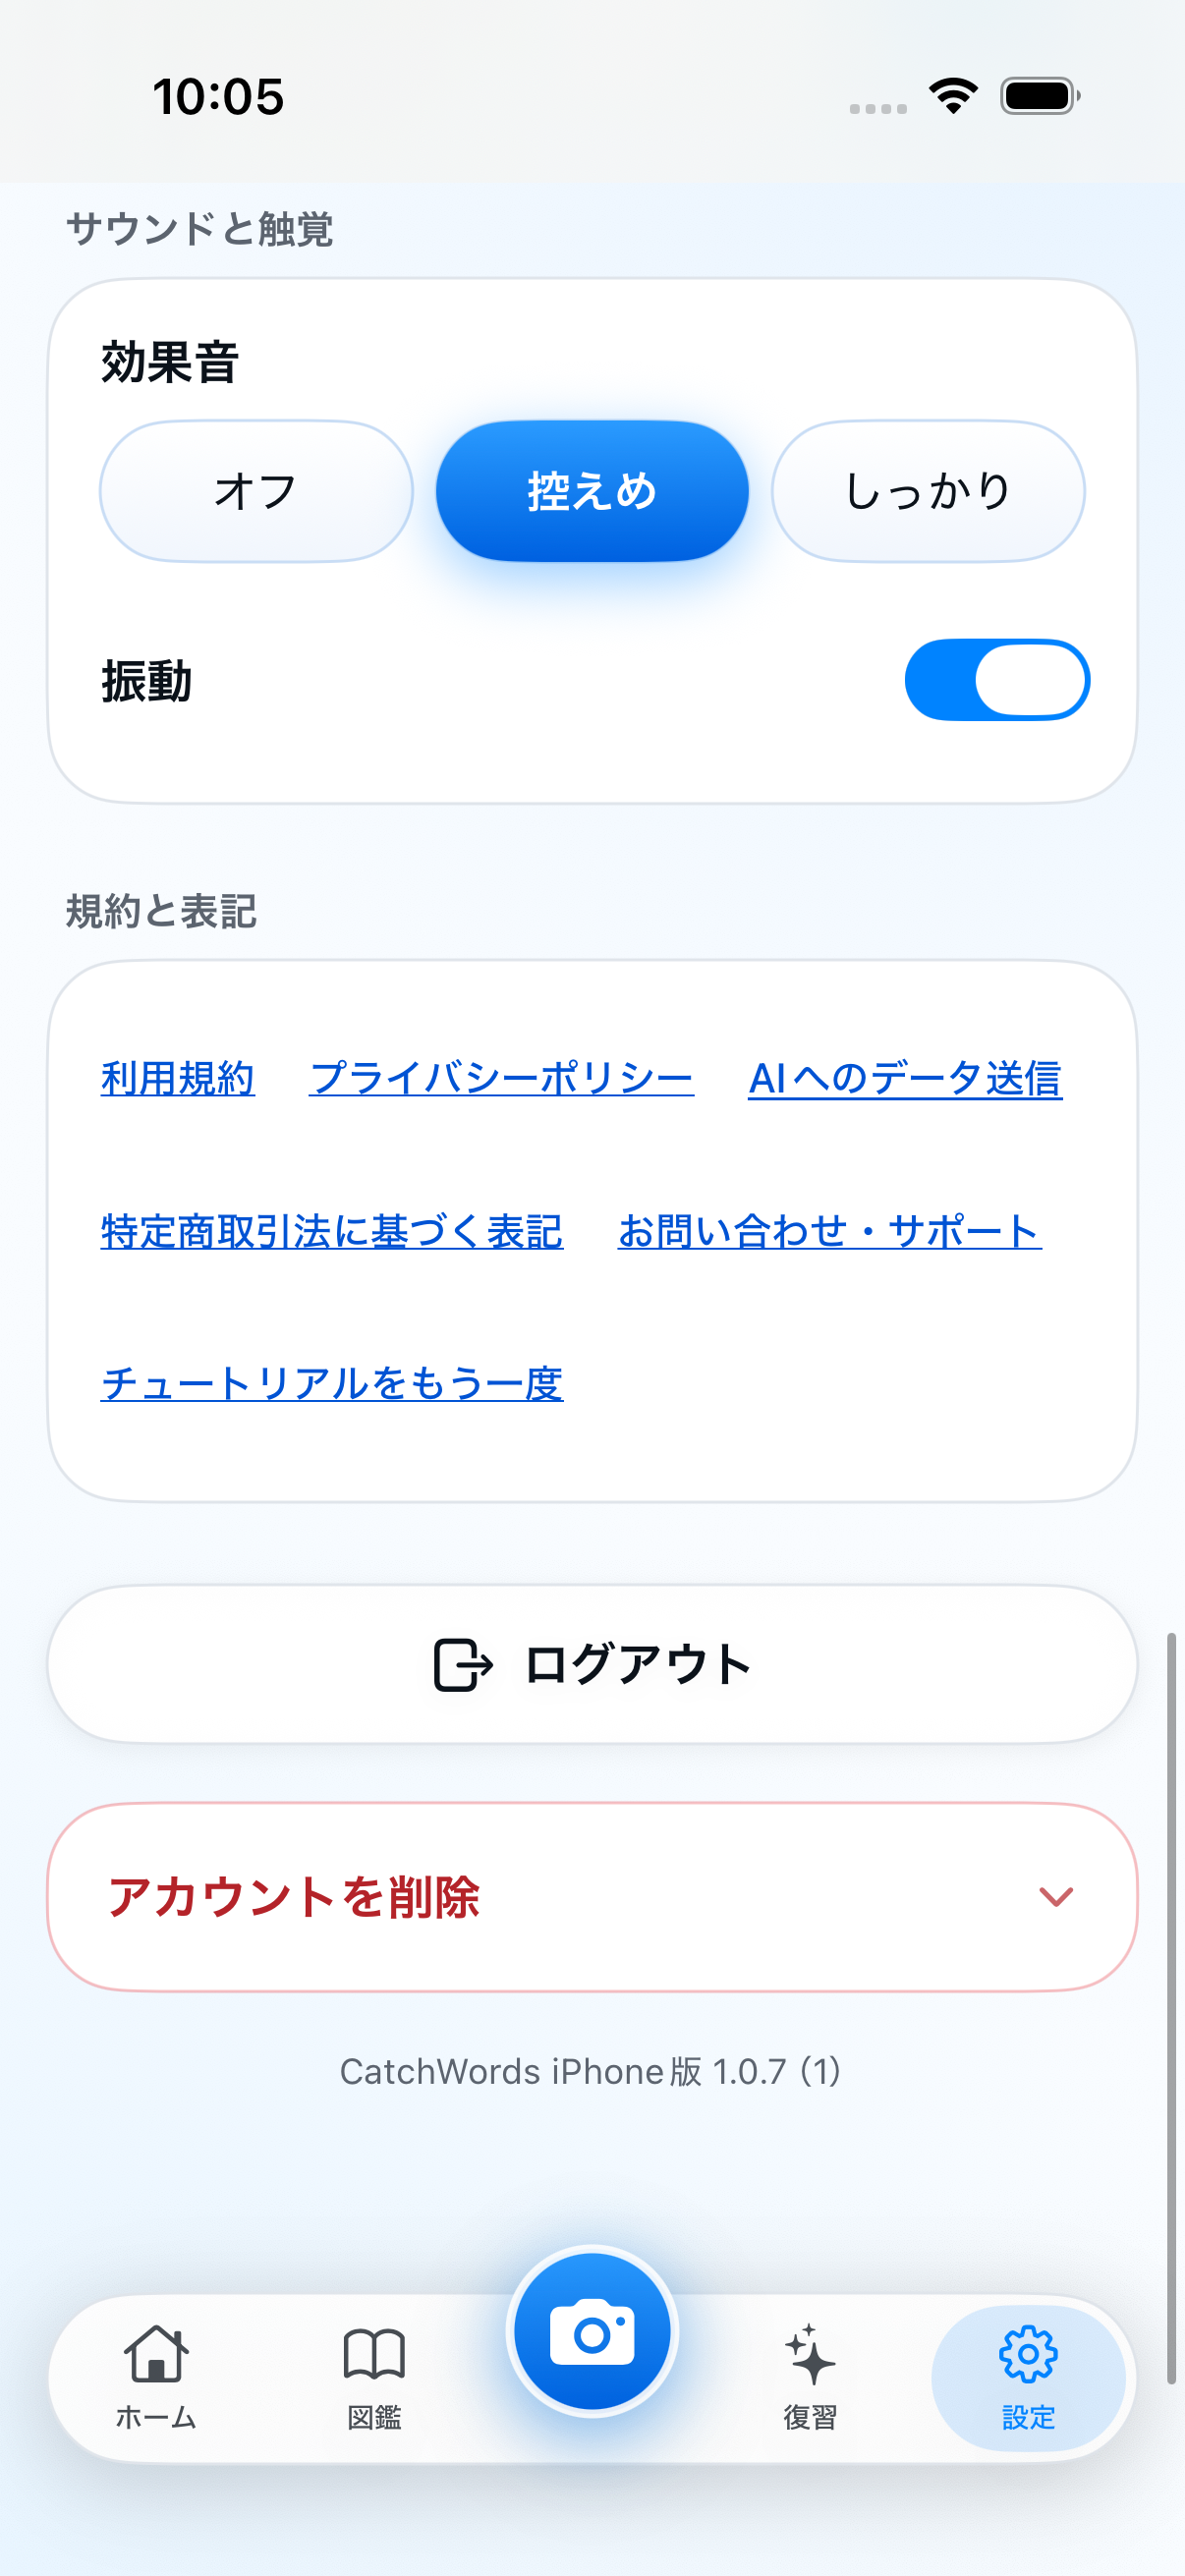 10:05
サウンドと触覚
効果音
オフ 控えめ しっかり
振動
規約と表記
利用規約 プライバシーポリシー AIへのデータ送信
特定商取引法に基づく表記 お問い合わせ・サポート
チュートリアルをもう一度
ログアウト
アカウントを削除
CatchWords iPhone版 1.0.7 (1)
ホーム 図鑑 復習 設定